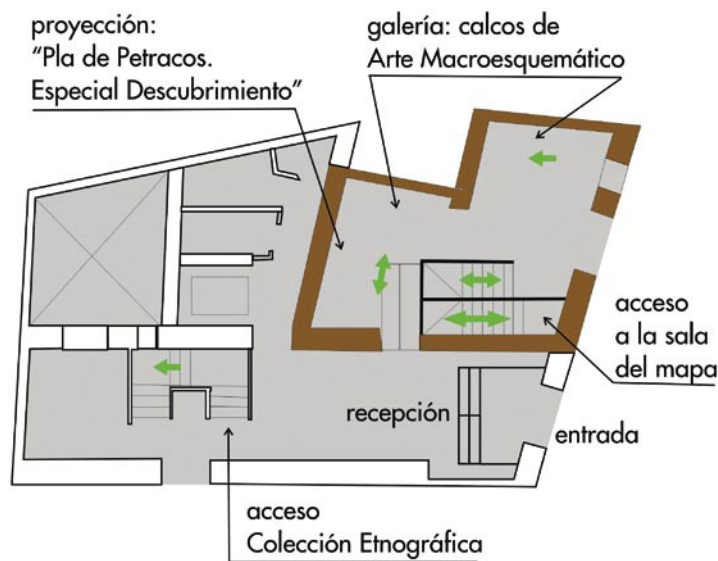 proyección:
“Pla de Petracos.
Especial Descubrimiento”
galería: calcos de
Arte Macroesquemático
acceso
a la sala
del mapa
recepción
entrada
acceso
Colección Etnográfica